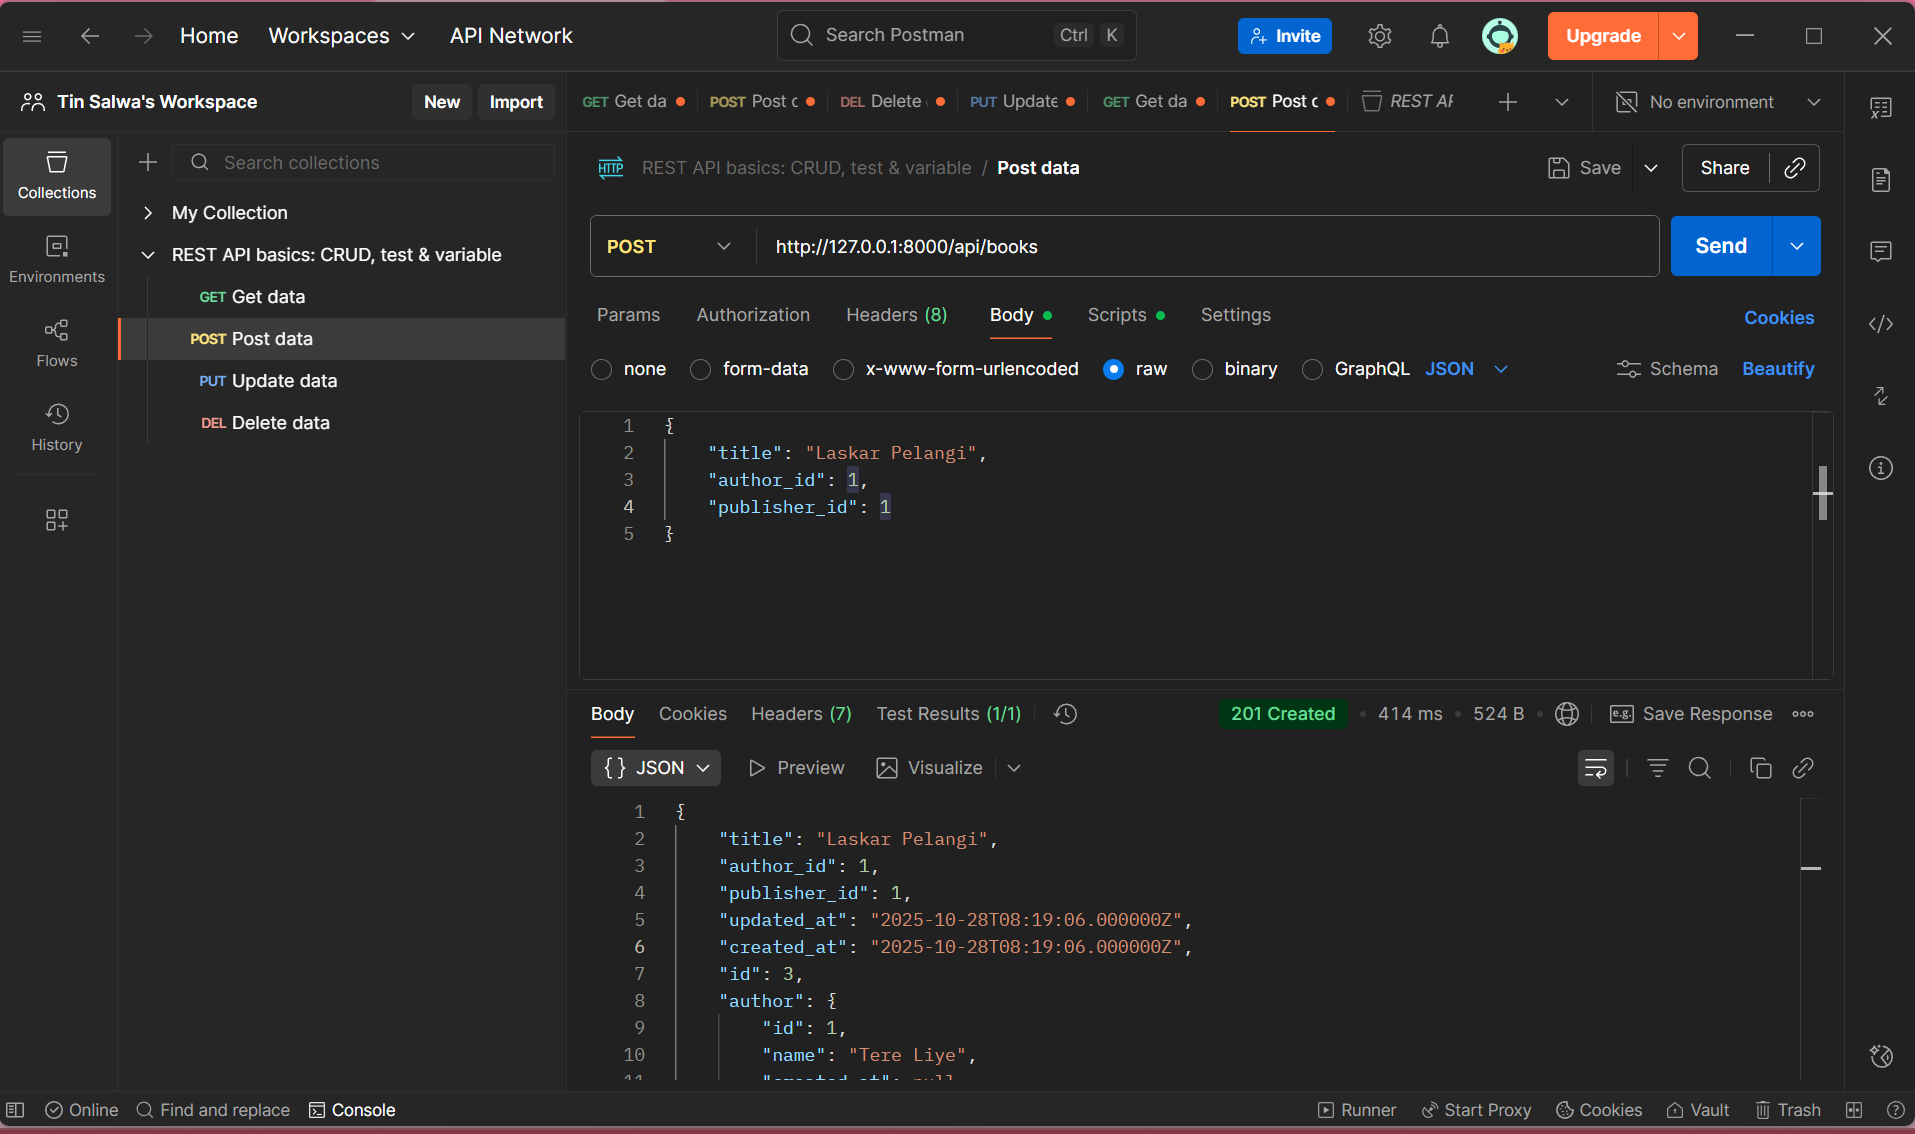 Home Workspaces API Network Search Postman Ctrl K Invite Upgrade
Tin Salwa's Workspace New Import GET Get da POST Post c DEL Delete PUT Update GET Get da POST Post c REST AP No environment
Collections
Environments
Flows
History
Search collections
My Collection
REST API basics: CRUD, test & variable
GET Get data
POST Post data
PUT Update data
DEL Delete data
HTTP REST API basics: CRUD, test & variable / Post data Save Share
POST http://127.0.0.1:8000/api/books Send
Params Authorization Headers (8) Body Scripts Settings Cookies
none form-data x-www-form-urlencoded raw binary GraphQL JSON Schema Beautify
1 {
2 "title": "Laskar Pelangi",
3 "author_id": 1,
4 "publisher_id": 1
5 }
Body Cookies Headers (7) Test Results (1/1) 201 Created 414 ms 524 B e.g. Save Response
{} JSON Preview Visualize
1 {
2 "title": "Laskar Pelangi",
3 "author_id": 1,
4 "publisher_id": 1,
5 "updated_at": "2025-10-28T08:19:06.000000Z",
6 "created_at": "2025-10-28T08:19:06.000000Z",
7 "id": 3,
8 "author": {
9 "id": 1,
10 "name": "Tere Liye",
11 "created_at": null
Online Find and replace Console Runner Start Proxy Cookies Vault Trash